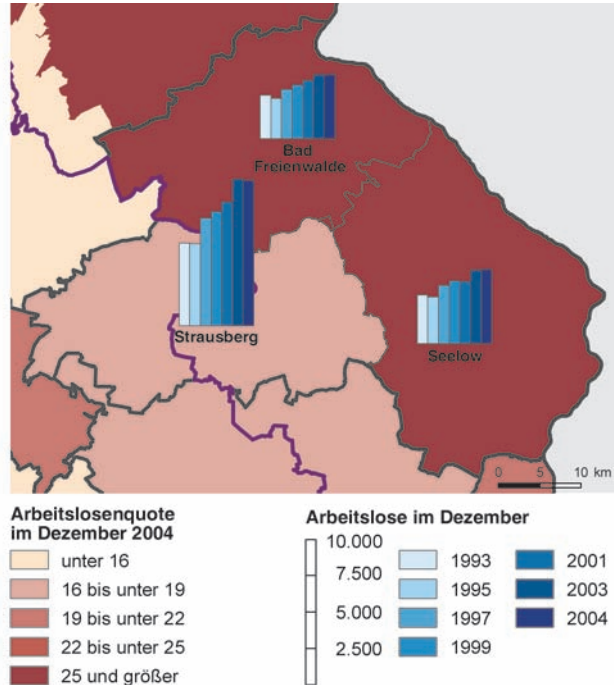 Bad
Freienwalde
Strausberg
Seelow
0 5 10 km
Arbeitslosenquote
im Dezember 2004
unter 16
16 bis unter 19
19 bis unter 22
22 bis unter 25
25 und größer
Arbeitslose im Dezember
10.000
7.500
5.000
2.500
1993
1995
1997
1999
2001
2003
2004